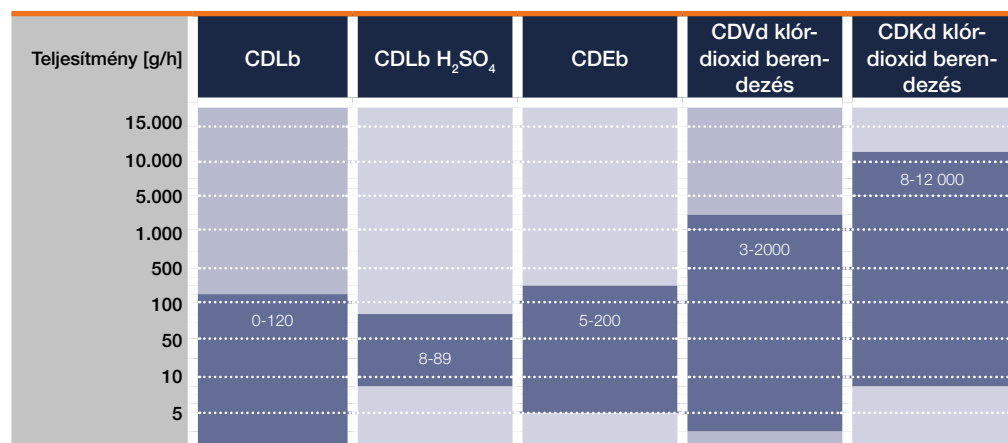 Teljesítmény [g/h]
CDLb
CDLb H₂SO₄
CDEb
CDVd klór-
dioxid beren-
dezés
CDKd klór-
dioxid beren-
dezés
15.000
10.000
5.000
1.000
500
100
50
10
5
0-120
8-89
5-200
3-2000
8-12 000